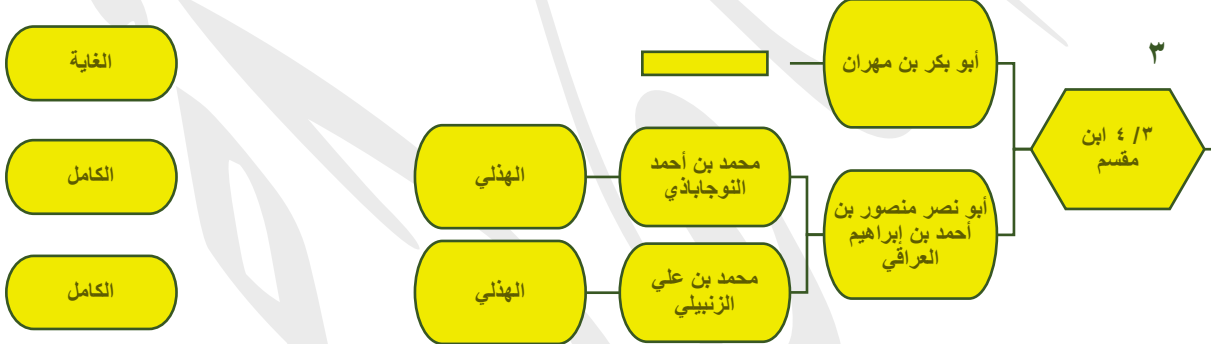 ٣
٣/ ٤ ابن
مقسم
أبو بكر بن مهران
الغاية
أبو نصر منصور بن
أحمد بن إبراهيم
العراقي
محمد بن أحمد
النوجاباذي
الهذلي
الكامل
محمد بن علي
الزنبيلي
الهذلي
الكامل